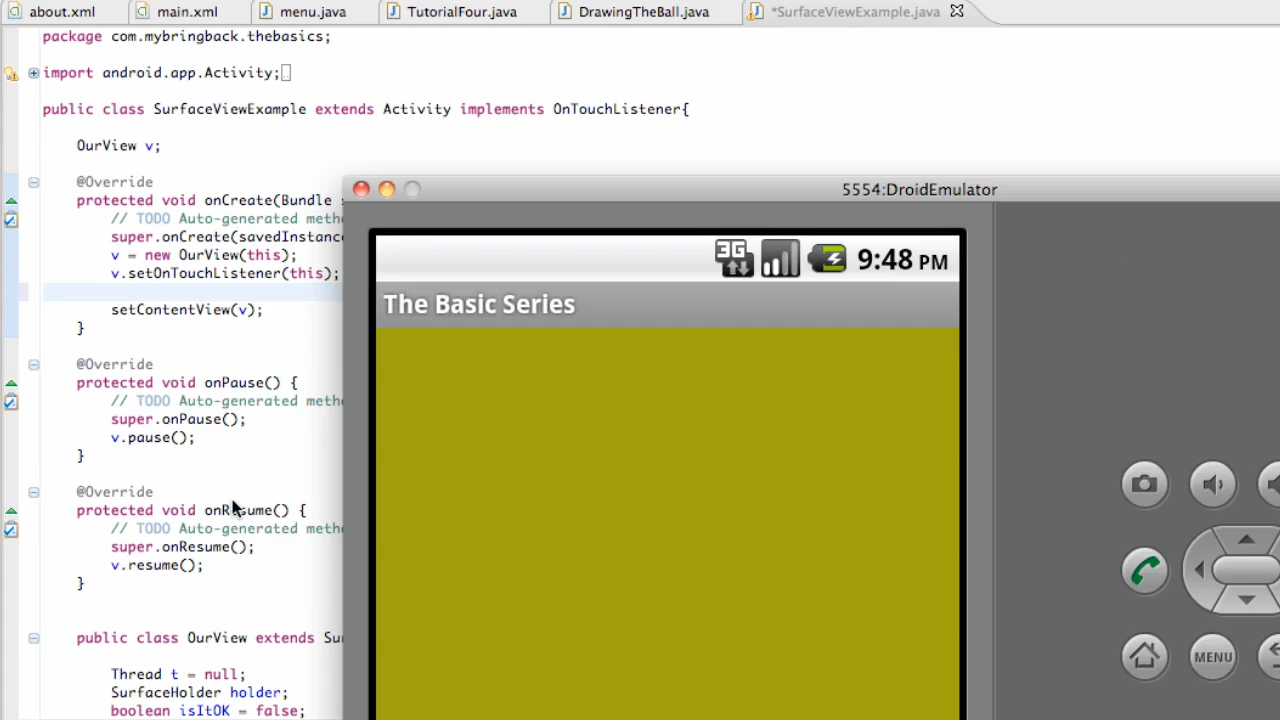 about.xml main.xml menu.java TutorialFour.java DrawingTheBall.java *SurfaceViewExample.java
package com.mybringback.thebasics;
import android.app.Activity;
public class SurfaceViewExample extends Activity implements OnTouchListener{
OurView v;
@Override
protected void onCreate(Bundle
// TODO Auto-generated
super.onCreate(
v = new OurView(this);
v.setOnTouchListener(this);
setContentView(v);
}
@Override
protected void onPause() {
// TODO Auto-generated
super.onPause();
v.pause();
}
@Override
protected void onResume() {
// TODO Auto-generated
super.onResume();
v.resume();
}
public class OurView extends
Thread t = null;
SurfaceHolder holder;
boolean isItOK = false;
5554:DroidEmulator
3G 9:48 PM
The Basic Series
MENU